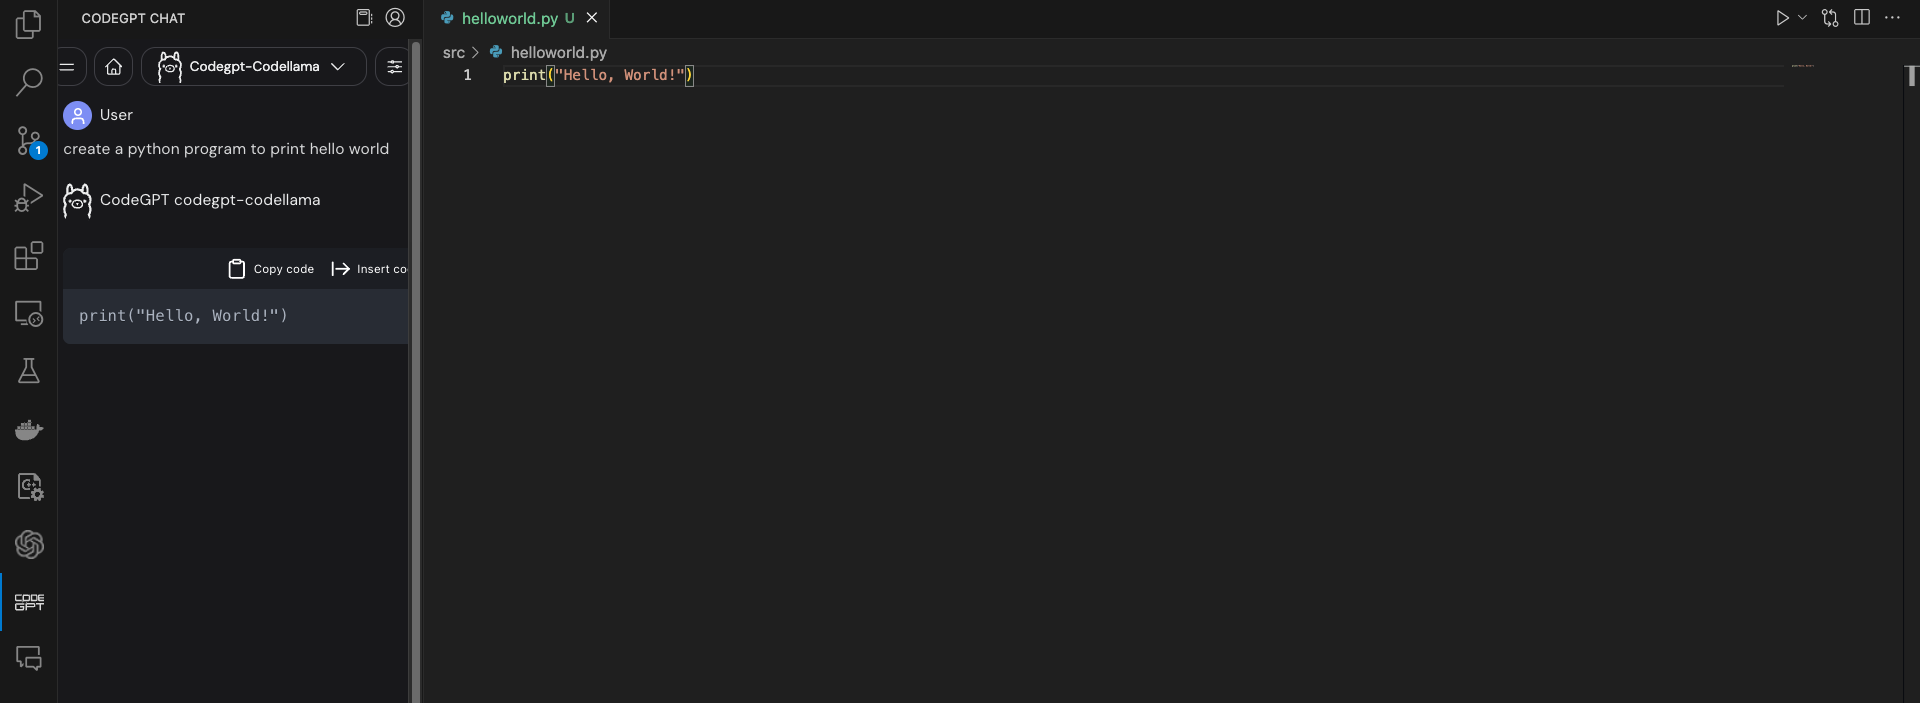 CODEGPT CHAT
Codegpt-Codellama
User
create a python program to print hello world
CodeGPT codegpt-codellama
Copy code
Insert co
print("Hello, World!")
1
C++
CODE
GPT
helloworld.py U
src > helloworld.py
1 print("Hello, World!")